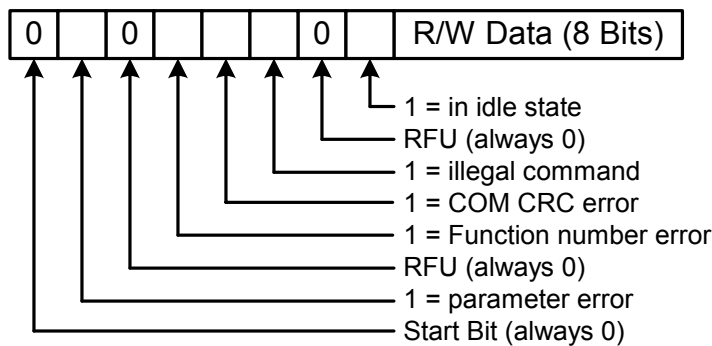 0 0 0 R/W Data (8 Bits)
1 = in idle state
RFU (always 0)
1 = illegal command
1 = COM CRC error
1 = Function number error
RFU (always 0)
1 = parameter error
Start Bit (always 0)